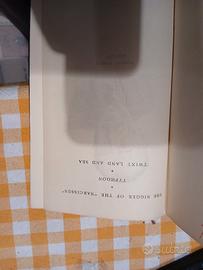 THE NIGGER OF THE "NARCISSUS"
*
TYPHOON
*
'TWIXT LAND AND SEA
subito